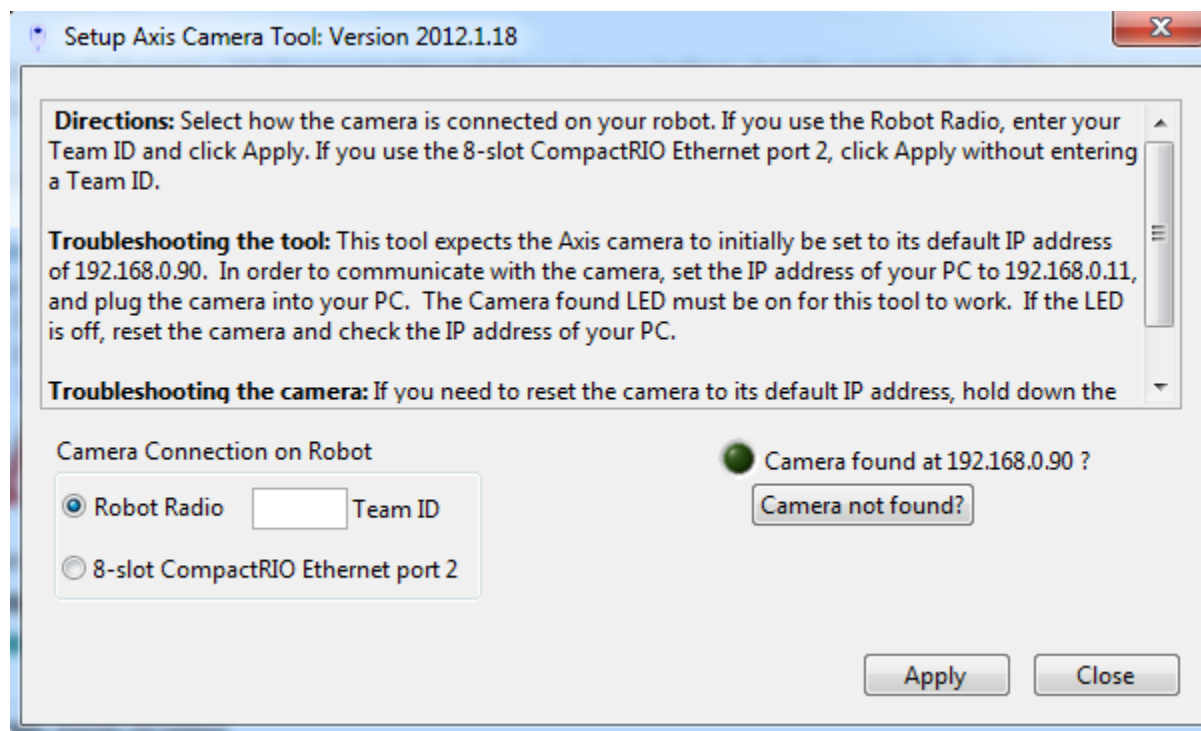 Setup Axis Camera Tool: Version 2012.1.18
X
Directions: Select how the camera is connected on your robot. If you use the Robot Radio, enter your
Team ID and click Apply. If you use the 8-slot CompactRIO Ethernet port 2, click Apply without entering
a Team ID.
Troubleshooting the tool: This tool expects the Axis camera to initially be set to its default IP address
of 192.168.0.90.  In order to communicate with the camera, set the IP address of your PC to 192.168.0.11,
and plug the camera into your PC.  The Camera found LED must be on for this tool to work.  If the LED
is off, reset the camera and check the IP address of your PC.
Troubleshooting the camera: If you need to reset the camera to its default IP address, hold down the
Camera Connection on Robot
Robot Radio Team ID
8-slot CompactRIO Ethernet port 2
Camera found at 192.168.0.90 ?
Camera not found?
Apply Close